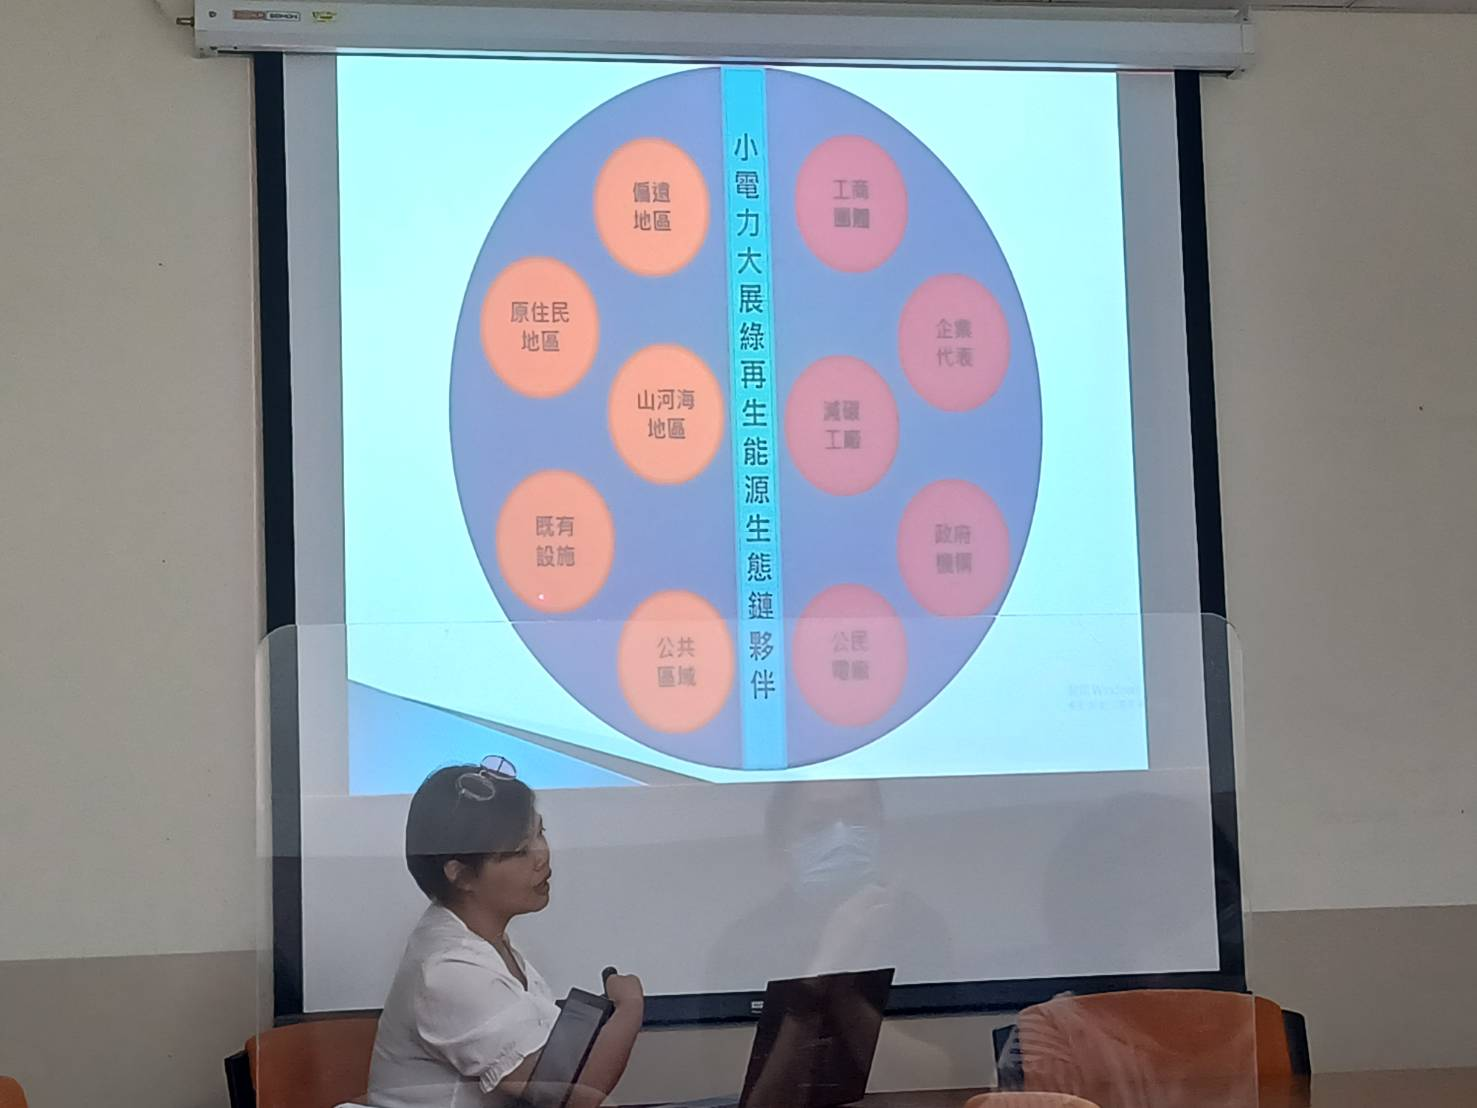 小電力大展綠再生能源生態鏈夥伴
偏遠
地區
原住民
地區
山河海
地區
既有
設施
公共
區域
工商
團體
企業
代表
減碳
工廠
政府
機構
公民
電廠